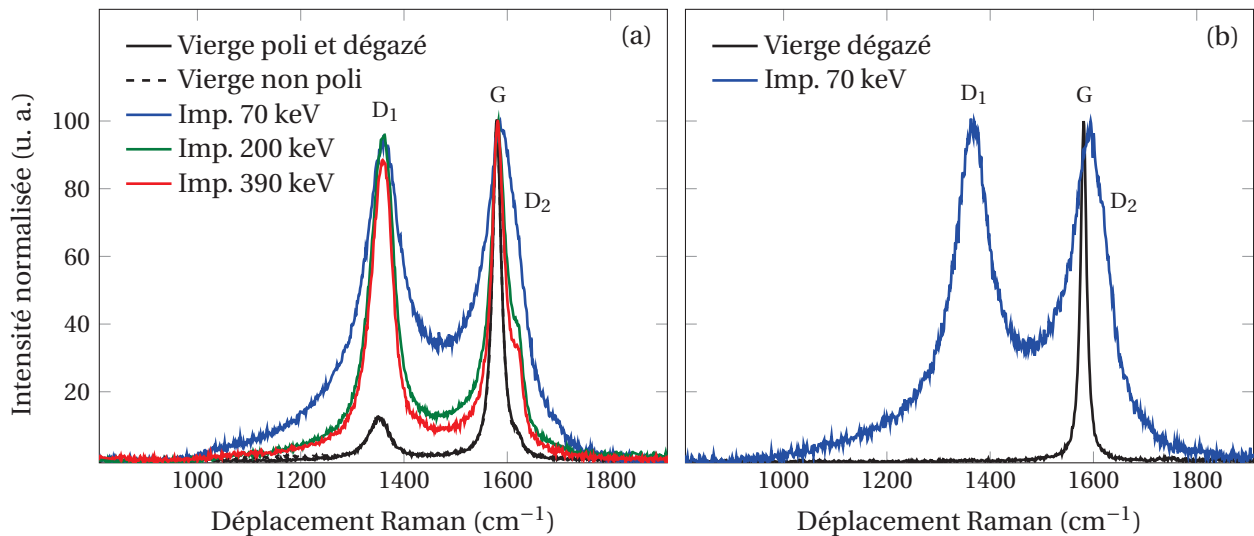 (a)
Vierge poli et dégazé
Vierge non poli
Imp. 70 keV
Imp. 200 keV
Imp. 390 keV
D₁
G
D₂
100
80
60
40
20
Intensité normalisée (u. a.)
1000 1200 1400 1600 1800
Déplacement Raman (cm⁻¹)
(b)
Vierge dégazé
Imp. 70 keV
D₁
G
D₂
1000 1200 1400 1600 1800
Déplacement Raman (cm⁻¹)